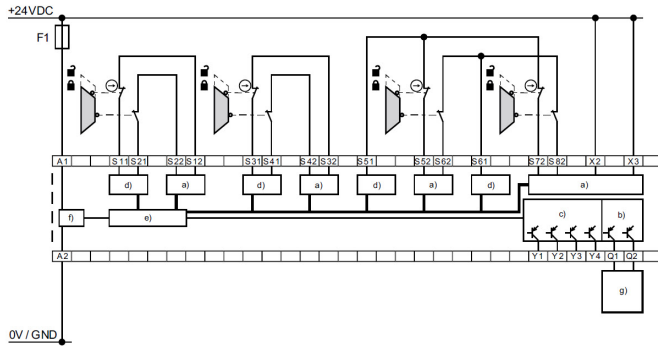 +24VDC
F1
A1 S11 S21 S22 S12 S31 S41 S42 S32 S51 S52 S62 S61 S72 S82 X2 X3
d) a) d) a) d) a) d) a)
f) e) c) b)
A2 Y1 Y2 Y3 Y4 Q1 Q2
g)
0V / GND